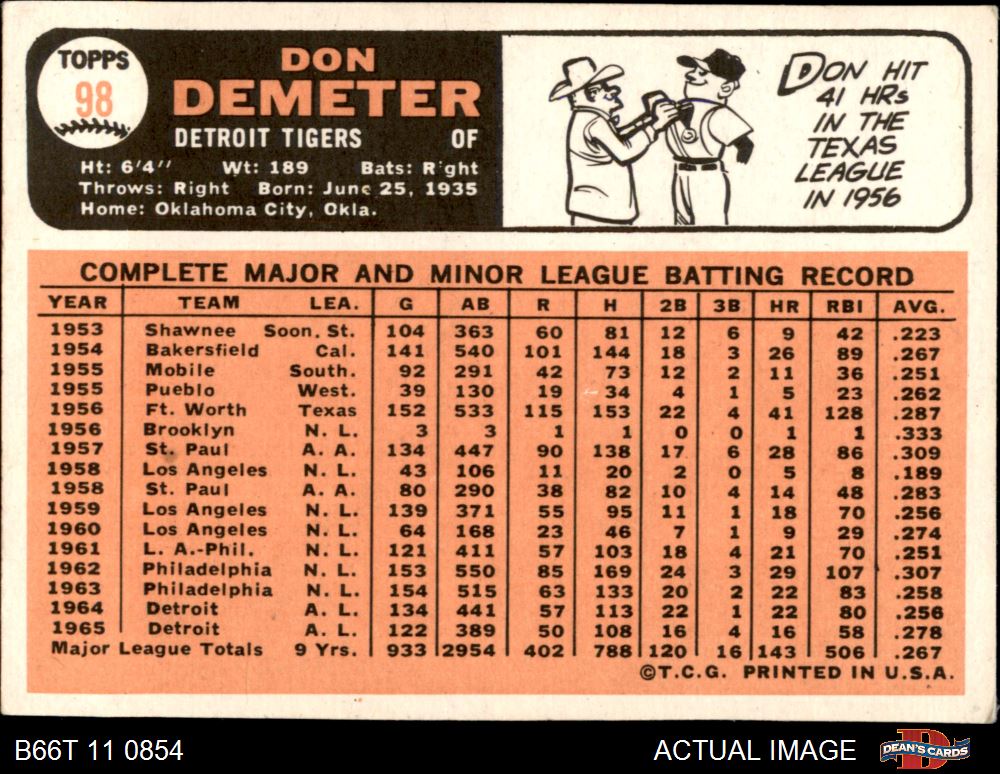 TOPPS
98
DON
DEMETER
DETROIT TIGERS OF
Ht: 6'4" Wt: 189 Bats: Right
Throws: Right Born: June 25, 1935
Home: Oklahoma City, Okla.
DON HIT
41 HRs
IN THE
TEXAS
LEAGUE
IN 1956
COMPLETE MAJOR AND MINOR LEAGUE BATTING RECORD
YEAR TEAM LEA. G AB R H 2B 3B HR RBI AVG.
1953 Shawnee Soon. St. 104 363 60 81 12 6 9 42 .223
1954 Bakersfield Cal. 141 540 101 144 18 3 26 89 .267
1955 Mobile South. 92 291 42 73 12 2 11 36 .251
1955 Pueblo West. 39 130 19 34 4 1 5 23 .262
1956 Ft. Worth Texas 152 533 115 153 22 4 41 128 .287
1956 Brooklyn N. L. 3 3 1 1 0 0 1 1 .333
1957 St. Paul A. A. 134 447 90 138 17 6 28 86 .309
1958 Los Angeles N. L. 43 106 11 20 2 0 5 8 .189
1958 St. Paul A. A. 80 290 38 82 10 4 14 48 .283
1959 Los Angeles N. L. 139 371 55 95 11 1 18 70 .256
1960 Los Angeles N. L. 64 168 23 46 7 1 9 29 .274
1961 L. A.-Phil. N. L. 121 411 57 103 18 4 21 70 .251
1962 Philadelphia N. L. 153 550 85 169 24 3 29 107 .307
1963 Philadelphia N. L. 154 515 63 133 20 2 22 83 .258
1964 Detroit A. L. 134 441 57 113 22 1 22 80 .256
1965 Detroit A. L. 122 389 50 108 16 4 16 58 .278
Major League Totals 9 Yrs. 933 2954 402 788 120 16 143 506 .267
©T.C.G. PRINTED IN U.S.A.
B66T 11 0854 ACTUAL IMAGE DEAN'S CARDS